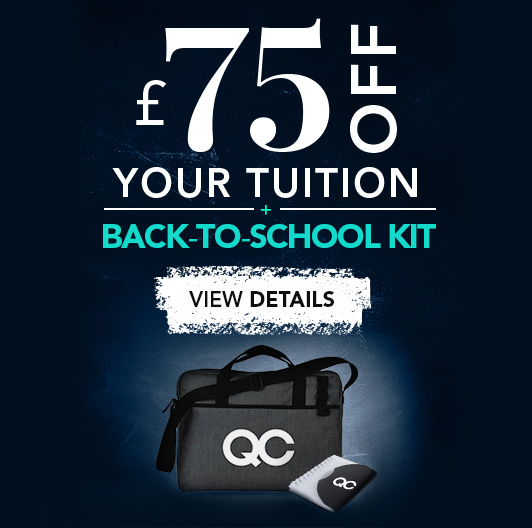 £75 OFF
YOUR TUITION
+
BACK-TO-SCHOOL KIT
VIEW DETAILS
QC
QC